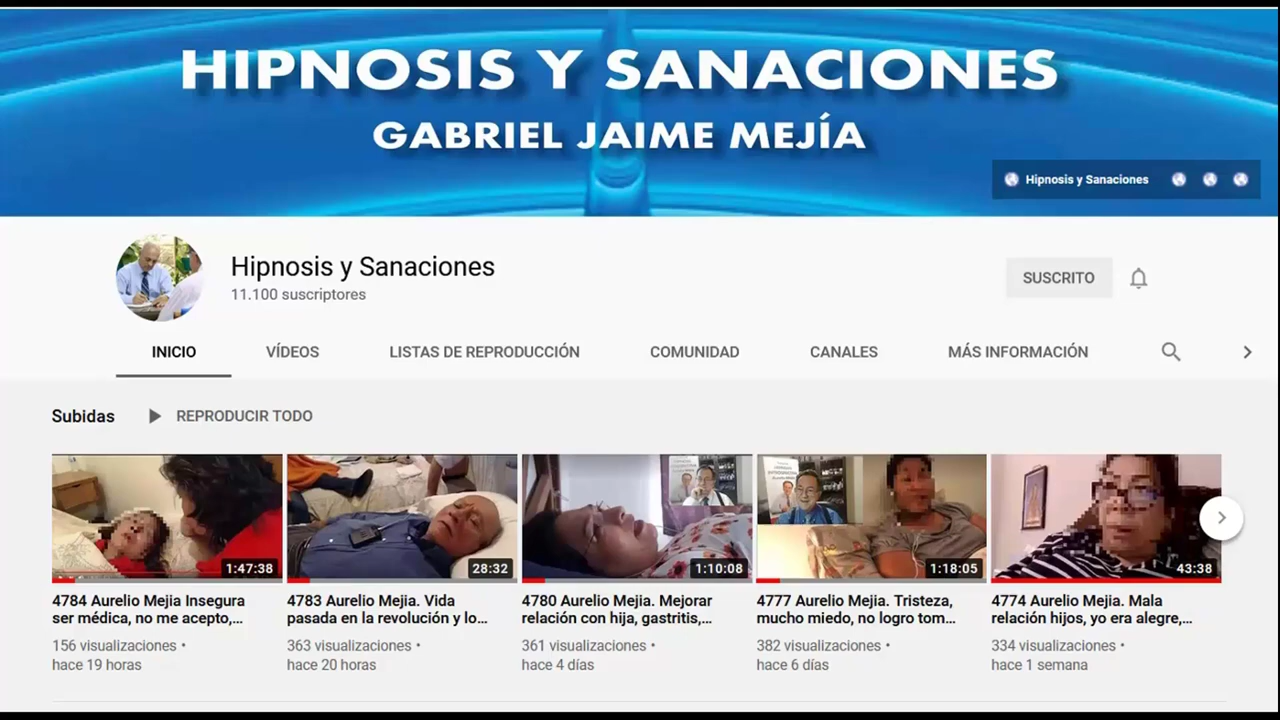 HIPNOSIS Y SANACIONES
GABRIEL JAIME MEJÍA
Hipnosis y Sanaciones
Hipnosis y Sanaciones
11.100 suscriptores
SUSCRITO
INICIO VÍDEOS LISTAS DE REPRODUCCIÓN COMUNIDAD CANALES MÁS INFORMACIÓN
Subidas REPRODUCIR TODO
1:47:38 28:32 1:10:08 1:18:05 43:38
4784 Aurelio Mejia Insegura
ser médica, no me acepto,...
156 visualizaciones •
hace 19 horas
4783 Aurelio Mejia. Vida
pasada en la revolución y lo...
363 visualizaciones •
hace 20 horas
4780 Aurelio Mejia. Mejorar
relación con hija, gastritis,...
361 visualizaciones •
hace 4 días
4777 Aurelio Mejia. Tristeza,
mucho miedo, no logro tom...
382 visualizaciones •
hace 6 días
4774 Aurelio Mejia. Mala
relación hijos, yo era alegre,...
334 visualizaciones •
hace 1 semana